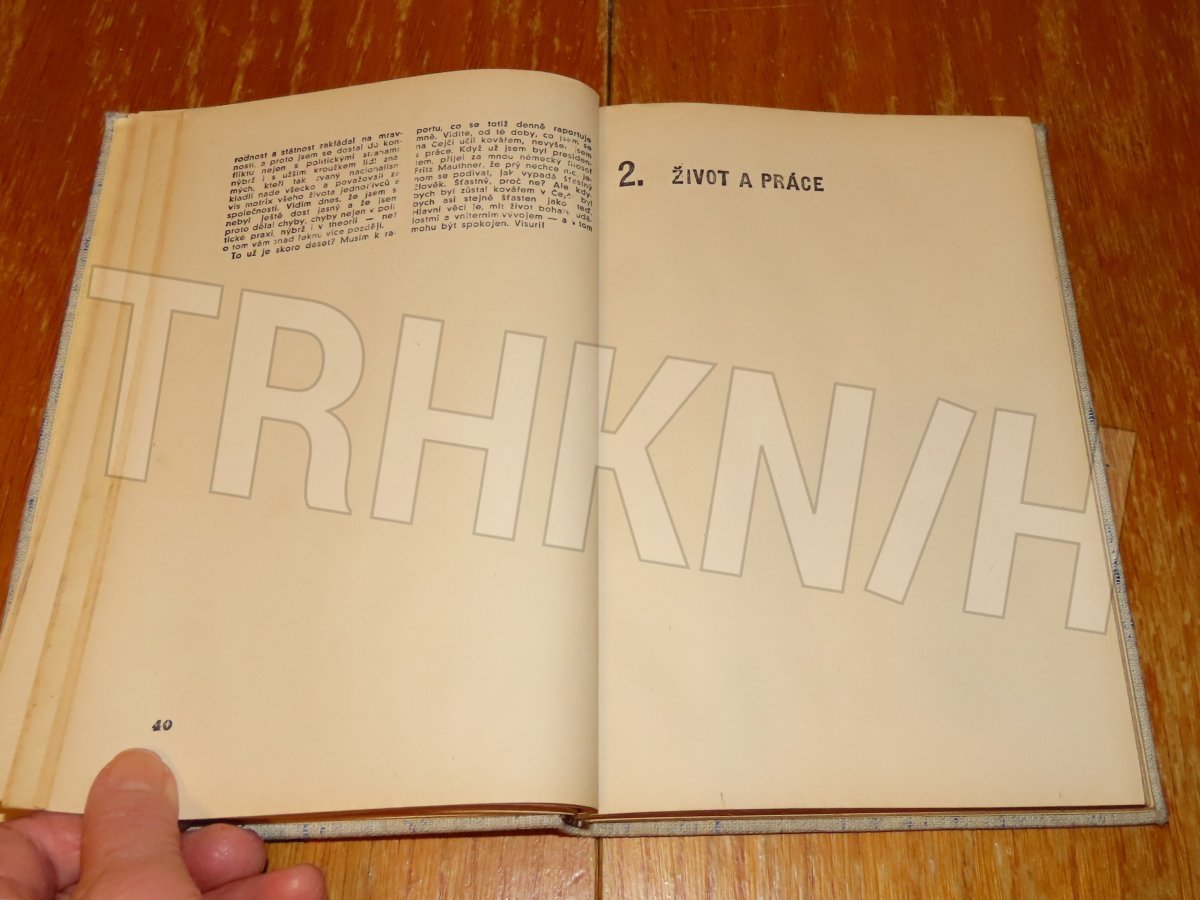 rodnost a státnost zakládal na mrav-
nosti, a proto jsem se dostal do kon-
fliktu nejen s politickými stranami
nýbrž i s užším kroužkem lidí zná
mých, kteří tak zvaný nacionalism
kladli nade všecko a považovali za
vis motrix všeho života jednotlivců a
společnosti. Vidím dnes, že jsem s
nebyl ještě dost jasný a že jsem
proto dělal chyby, chyby nejen v poli
tické praxi, nýbrž i v theorii — ne!
o tom vám snad řeknu více později.
To už je skoro deset? Musím k ra-
portu, co se totiž denně raportuje
mně. Vidíte, od té doby, co jsem se
na Čejči učil kovářem, nevyšel jsem
z práce. Když už jsem byl presiden-
tem, přijel za mnou německý filosof
Fritz Mauthner, že prý nechce nic, je-
nom se podívat, jak vypadá šťastný
člověk. Šťastný, proč ne? Ale kdy
bych byl zůstal kovářem v Čejči, byl
bych asi stejně šťasten jako teď.
Hlavní věcí je, mít život bohatý udá-
lostmi a vniterním vývojem — a v tom
mohu být spokojen. Visuri!
40
2. ŽIVOT A PRÁCE
TRHKN/H